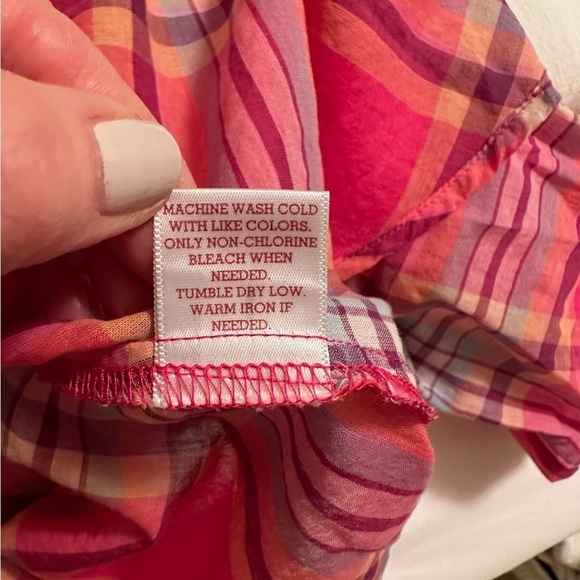 MACHINE WASH COLD
WITH LIKE COLORS.
ONLY NON-CHLORINE
BLEACH WHEN
NEEDED.
TUMBLE DRY LOW.
WARM IRON IF
NEEDED.